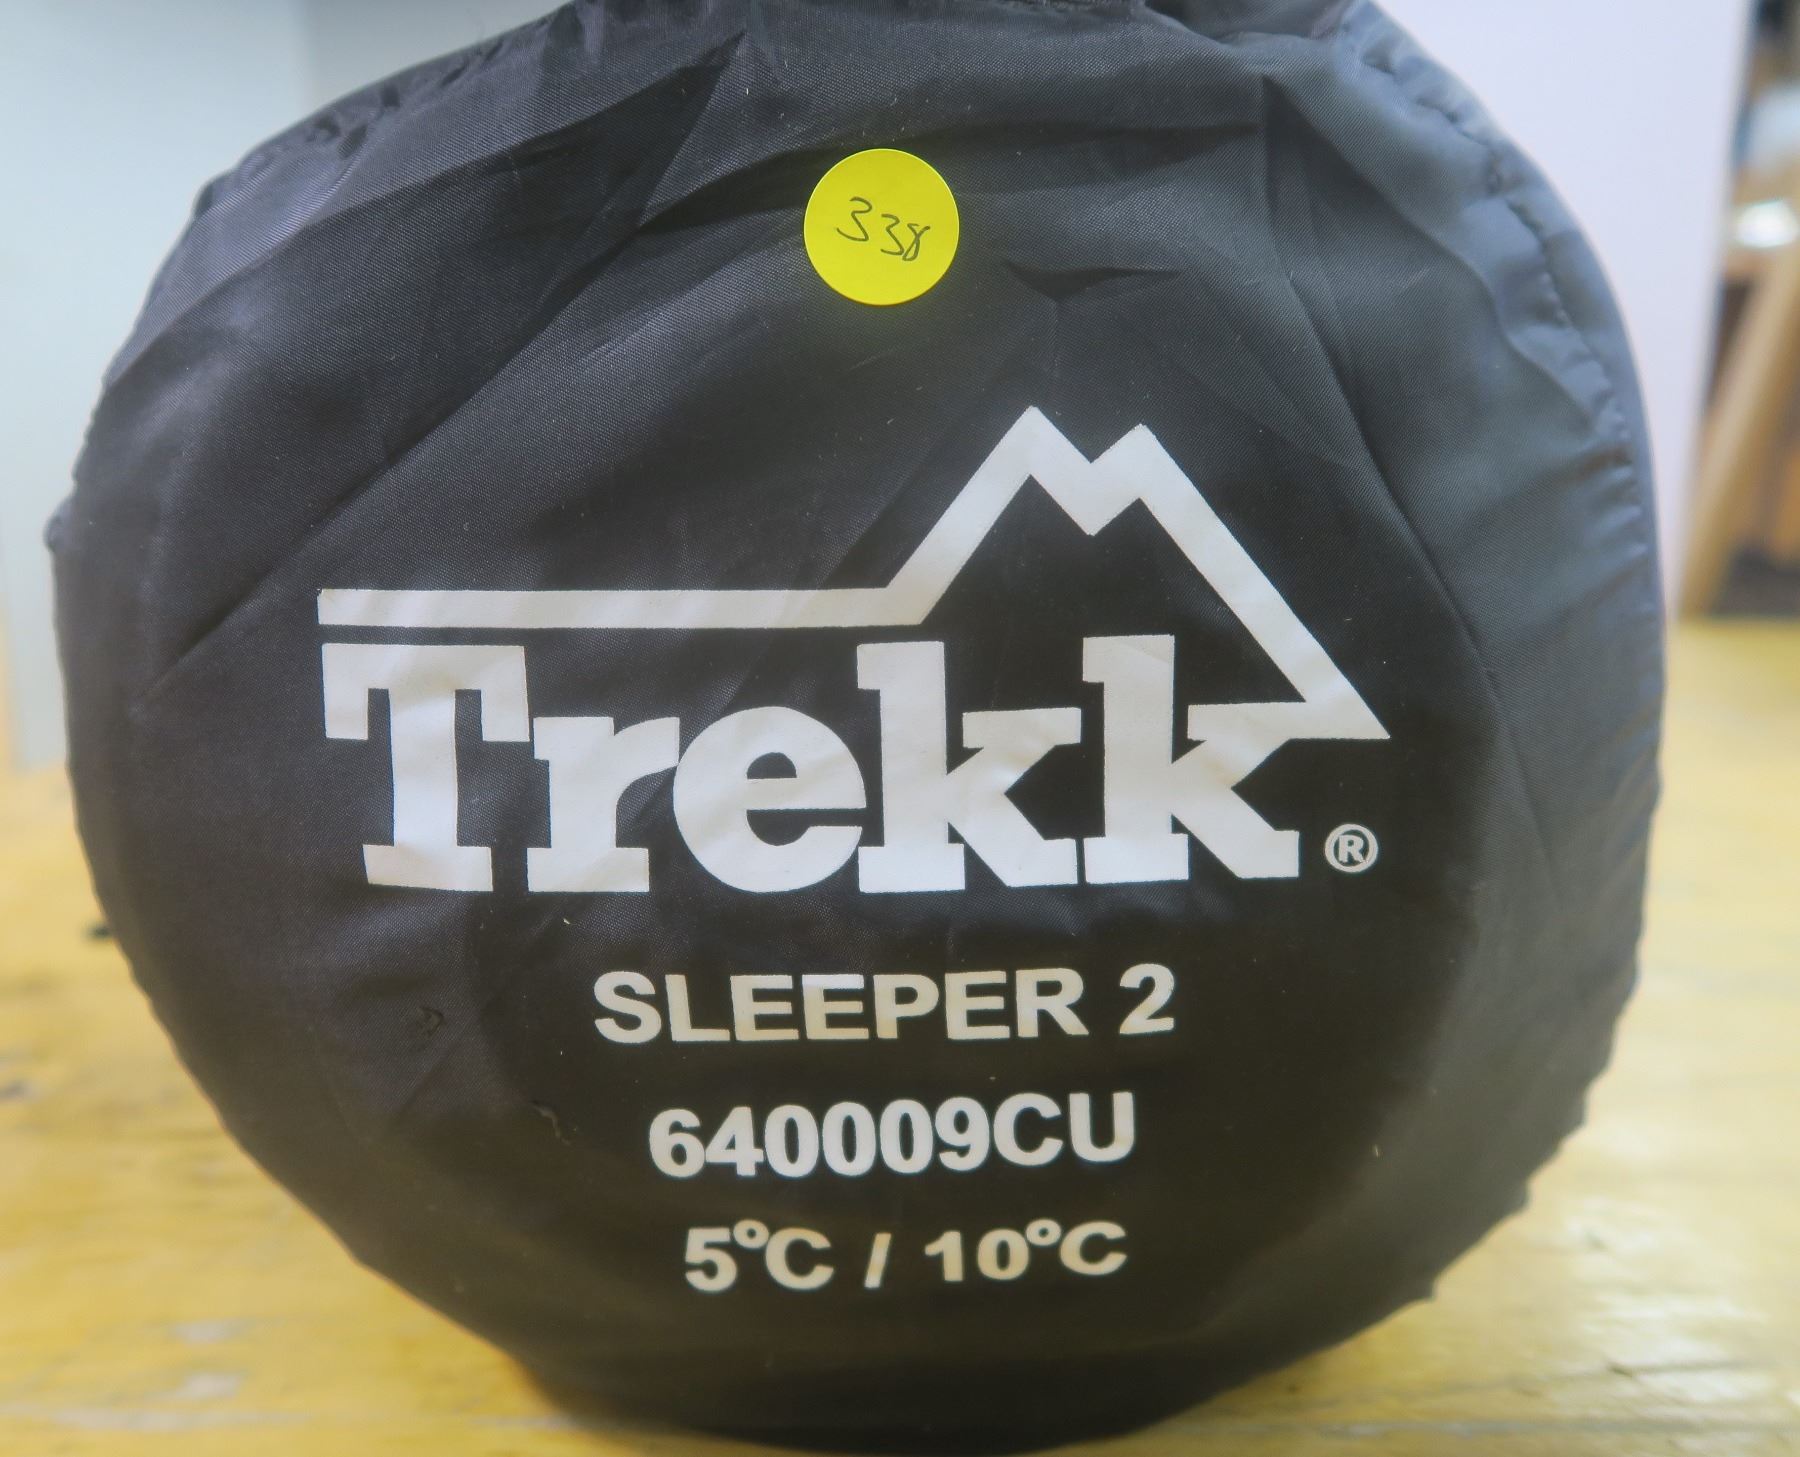 338
Trekk®
SLEEPER 2
640009CU
5°C / 10°C